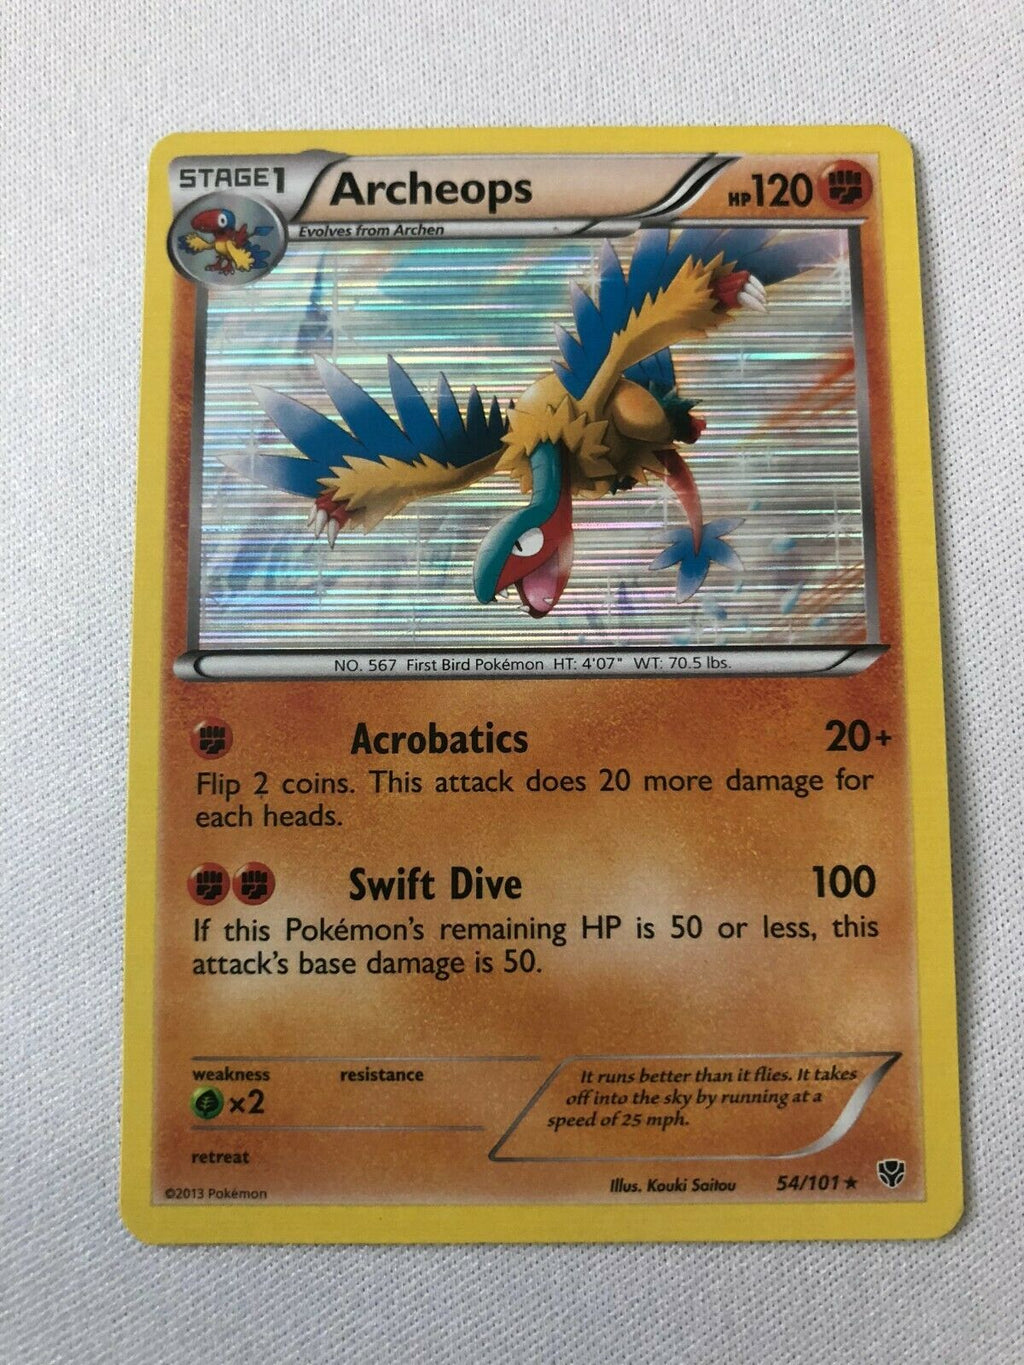 STAGE1 Archeops HP120
Evolves from Archen
NO. 567 First Bird Pokémon HT: 4'07" WT: 70.5 lbs.
Acrobatics 20+
Flip 2 coins. This attack does 20 more damage for
each heads.
Swift Dive 100
If this Pokémon's remaining HP is 50 or less, this
attack's base damage is 50.
weakness resistance
×2
It runs better than it flies. It takes
off into the sky by running at a
speed of 25 mph.
retreat
©2013 Pokémon Illus. Kouki Saitou 54/101★